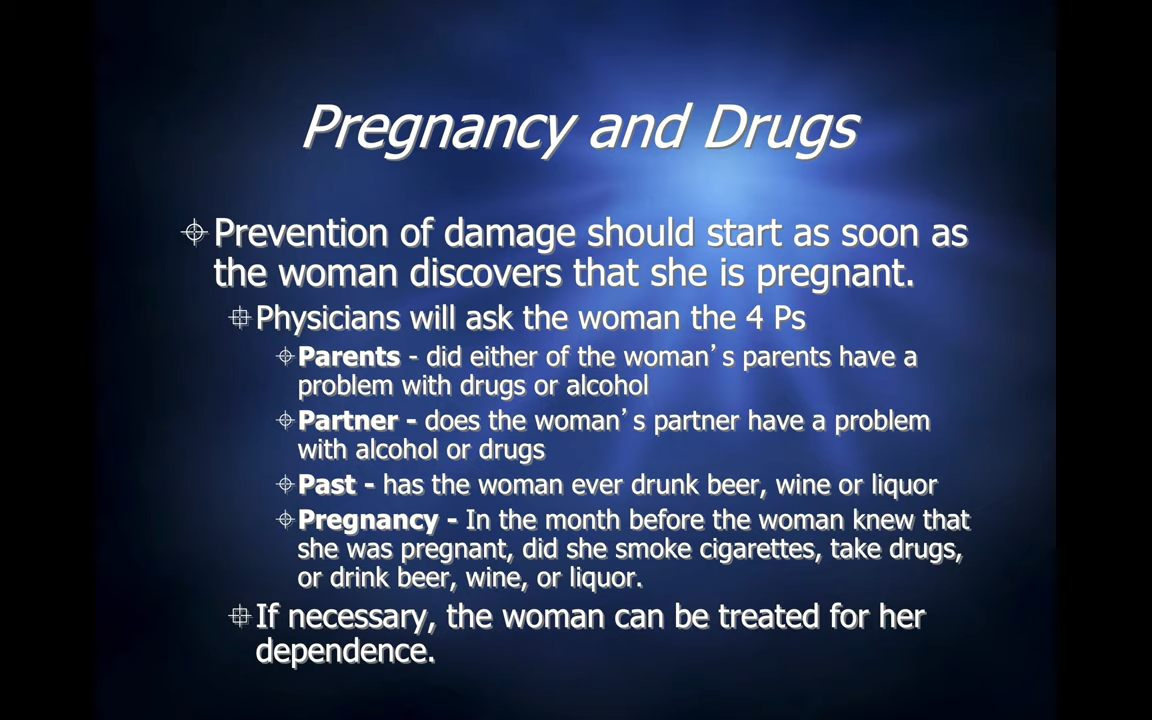 Pregnancy and Drugs
Prevention of damage should start as soon as
the woman discovers that she is pregnant.
Physicians will ask the woman the 4 Ps
Parents - did either of the woman’s parents have a
problem with drugs or alcohol
Partner - does the woman’s partner have a problem
with alcohol or drugs
Past - has the woman ever drunk beer, wine or liquor
Pregnancy - In the month before the woman knew that
she was pregnant, did she smoke cigarettes, take drugs,
or drink beer, wine, or liquor.
If necessary, the woman can be treated for her
dependence.